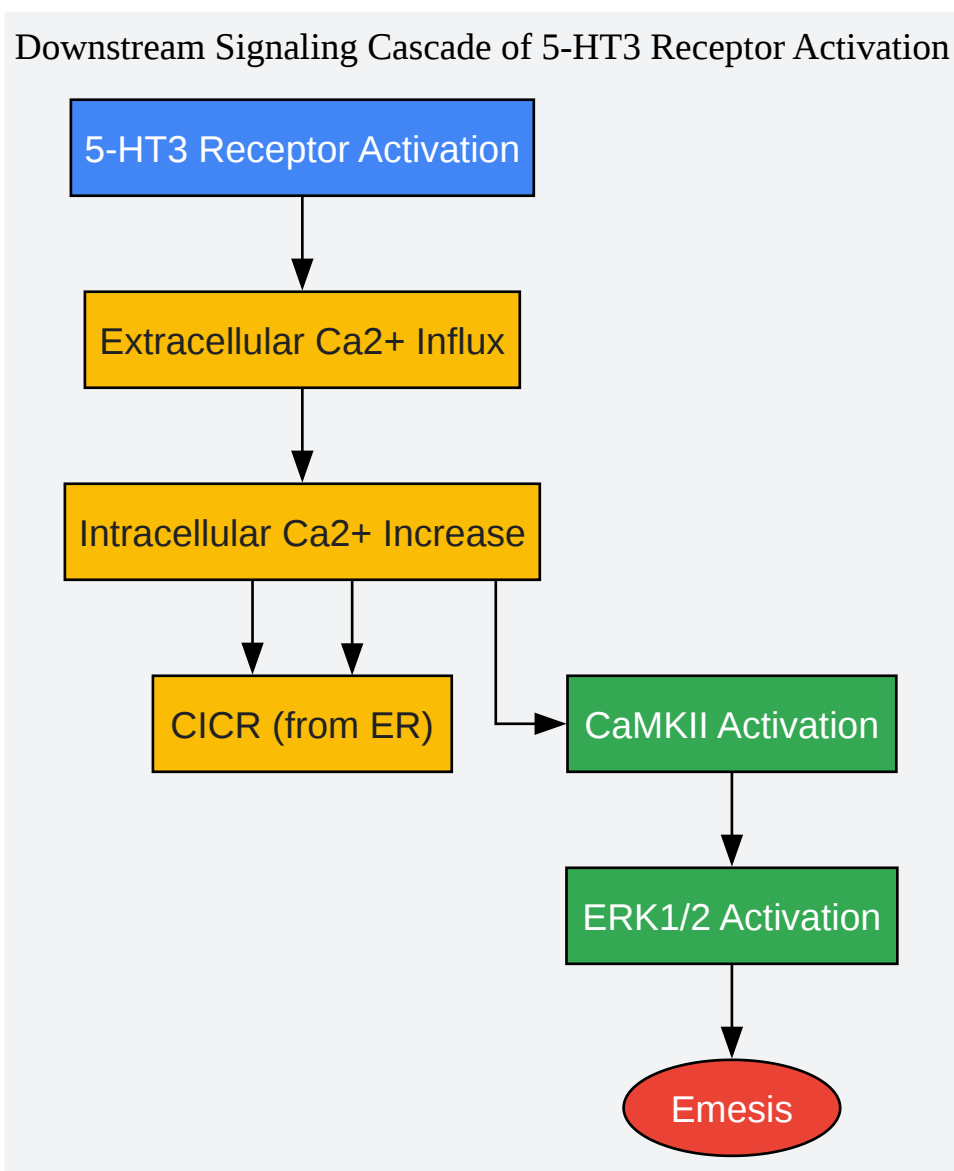 Downstream Signaling Cascade of 5-HT3 Receptor Activation
5-HT3 Receptor Activation
Extracellular Ca2+ Influx
Intracellular Ca2+ Increase
CICR (from ER)
CaMKII Activation
ERK1/2 Activation
Emesis